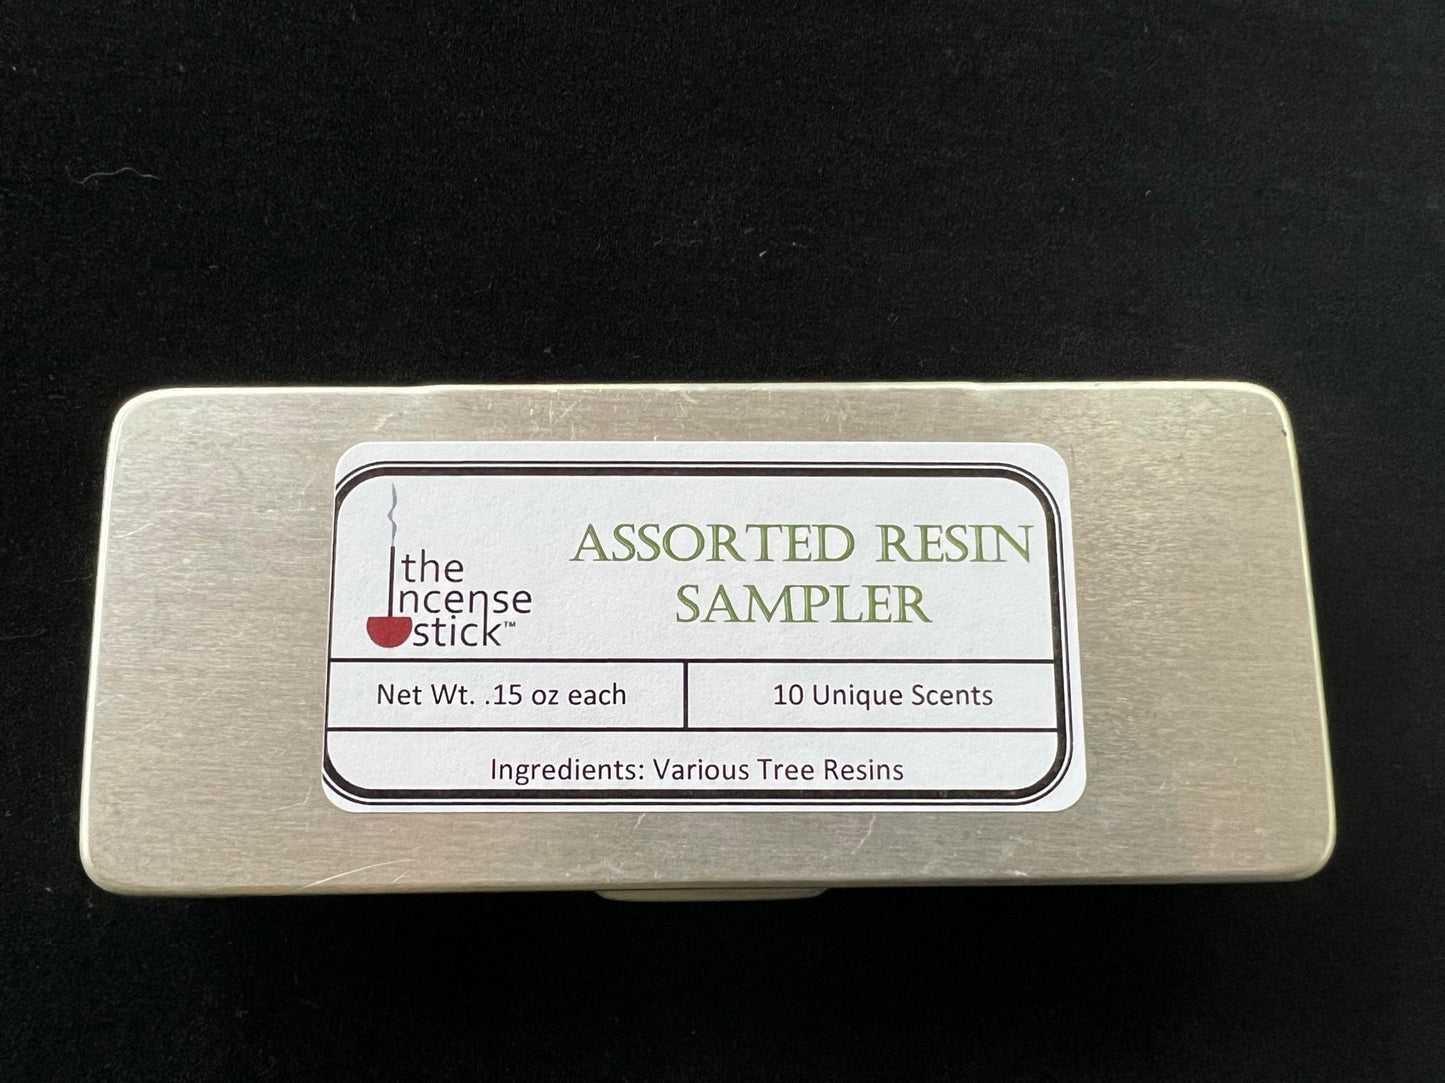 the
incense
stick™
ASSORTED RESIN
SAMPLER
Net Wt. .15 oz each
10 Unique Scents
Ingredients: Various Tree Resins